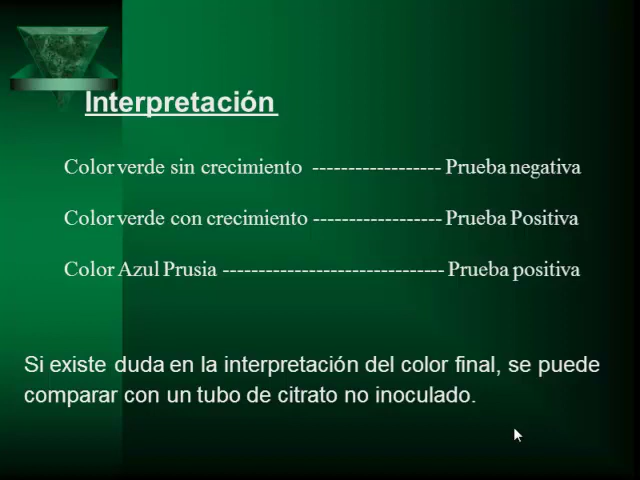 Interpretación
Color verde sin crecimiento ------------------ Prueba negativa
Color verde con crecimiento ------------------ Prueba Positiva
Color Azul Prusia ------------------------------- Prueba positiva
Si existe duda en la interpretación del color final, se puede
comparar con un tubo de citrato no inoculado.